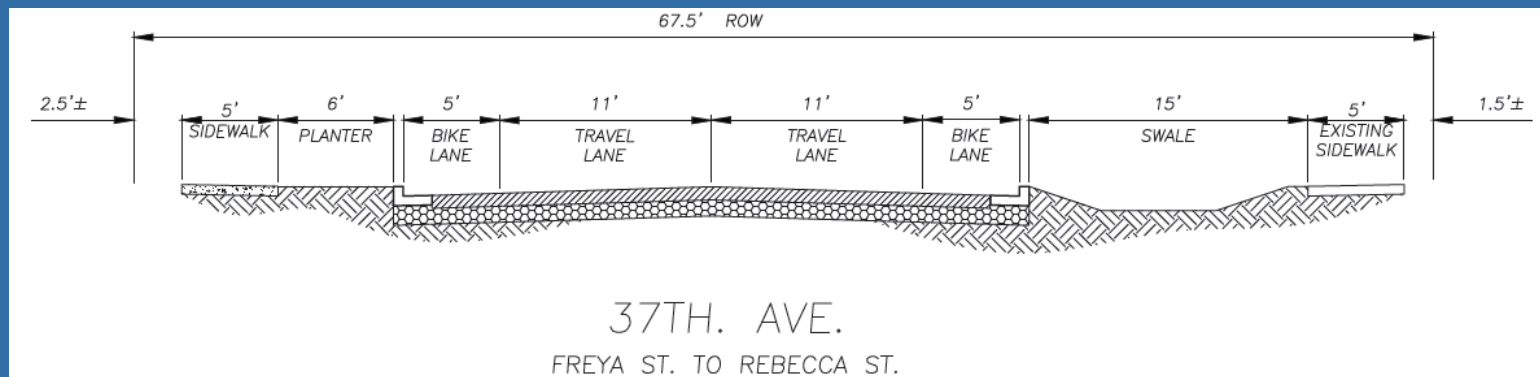 67.5' ROW
2.5'± 5' 6' 5' 11' 11' 5' 15' 5' 1.5'±
SIDEWALK PLANTER BIKE TRAVEL TRAVEL BIKE SWALE EXISTING
LANE LANE LANE LANE SIDEWALK
37TH. AVE.
FREYA ST. TO REBECCA ST.